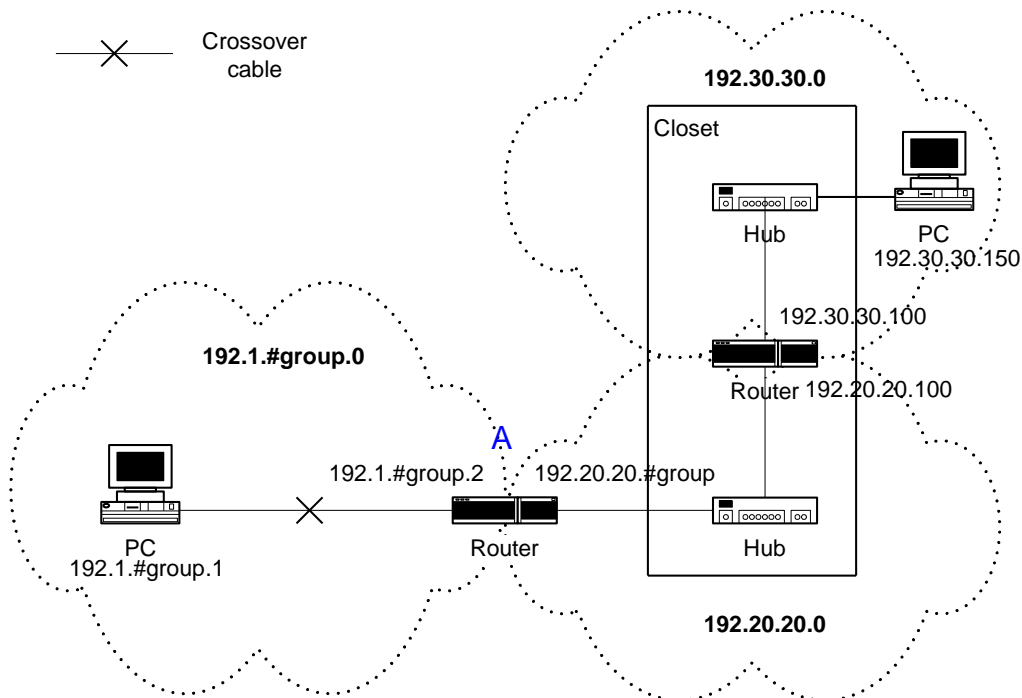 Crossover
cable
192.30.30.0
Closet
Hub
PC
192.30.30.150
192.30.30.100
192.1.#group.0
Router
192.20.20.100
A
192.1.#group.2
192.20.20.#group
PC
192.1.#group.1
Router
Hub
192.20.20.0